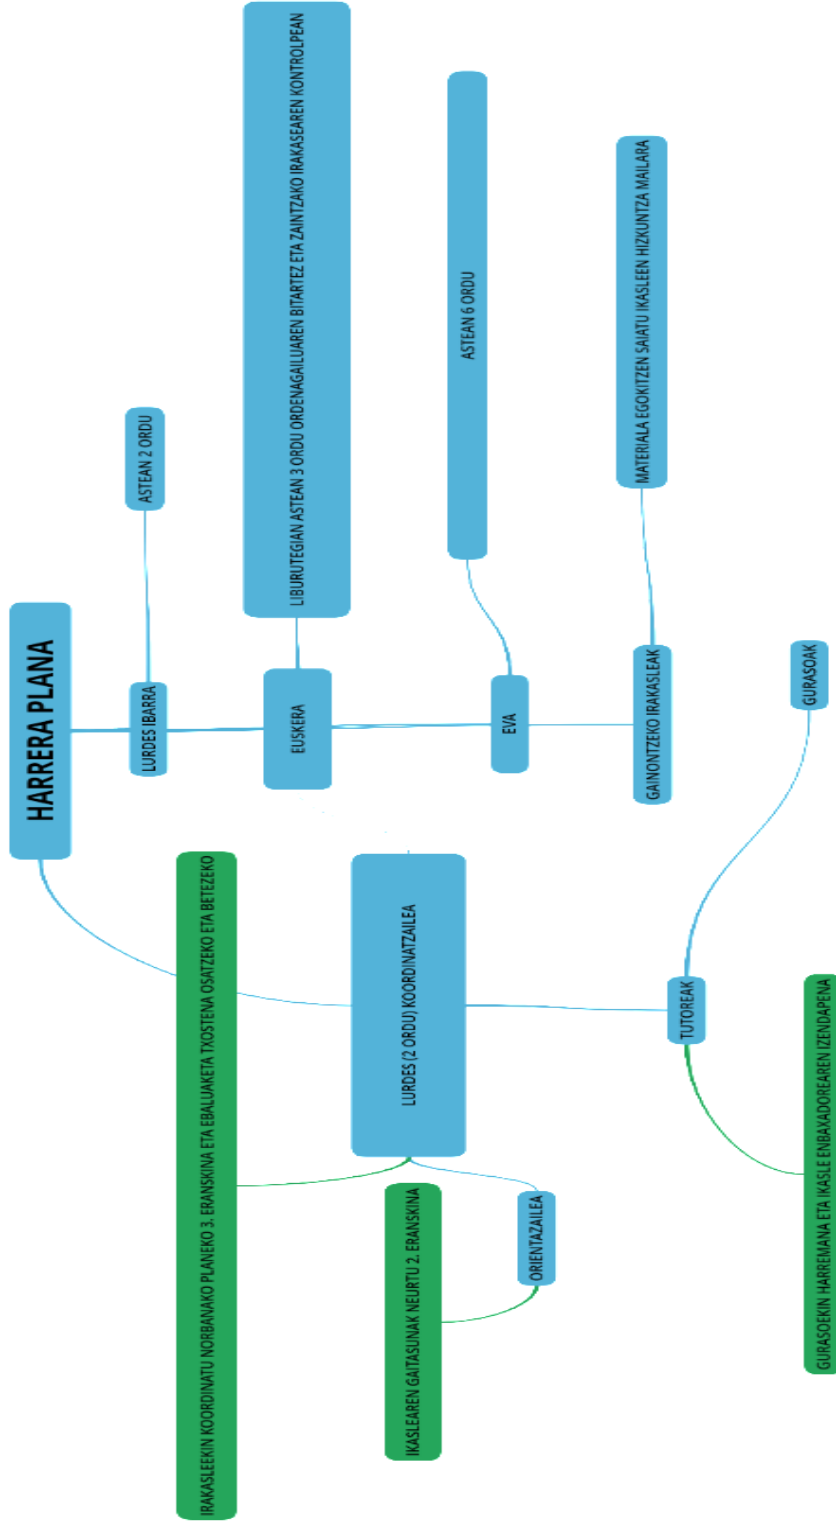 HARRERA PLANA
LURDES IBARRA
ASTEAN 2 ORDU
EUSKERA
LIBURUTEGIAN ASTEAN 3 ORDU ORDENAGAILUAREN BITARTEZ ETA ZAINTZAKO IRAKASEAREN KONTROLPEAN
EVA
ASTEAN 6 ORDU
GAINONTZEKO IRAKASLEAK
MATERIALA EGOKITZEN SAIATU IKASLEEN HIZKUNTZA MAILARA
IRAKASLEEKIN KOORDINATU NORBANAKO PLANEKO 3. ERANSKINA ETA EBALUAKETA TXOSTENA OSATZEKO ETA BETEZEKO
LURDES (2 ORDU) KOORDINATZAILEA
IKASLEAREN GAITASUNAK NEURTU 2. ERANSKINA
ORIENTAZAILEA
TUTOREAK
GURASOAK
GURASOEKIN HARREMANA ETA IKASLE ENBAXADOREAREN IZENDAPENA